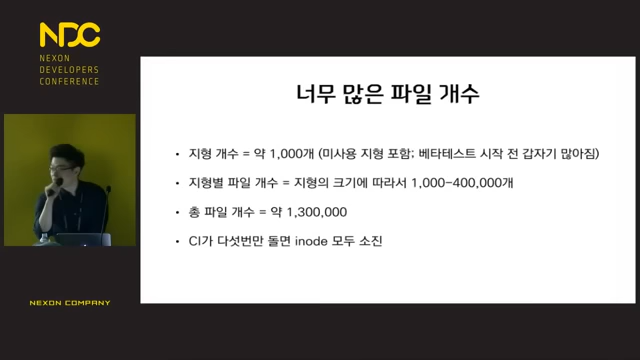 NDC
NEXON
DEVELOPERS
CONFERENCE
너무 많은 파일 개수
• 지형 개수 = 약 1,000개 (미사용 지형 포함; 베타테스트 시작 전 갑자기 많아짐)
• 지형별 파일 개수 = 지형의 크기에 따라서 1,000-400,000개
• 총 파일 개수 = 약 1,300,000
• CI가 다섯번만 돌면 inode 모두 소진
NEXON COMPANY